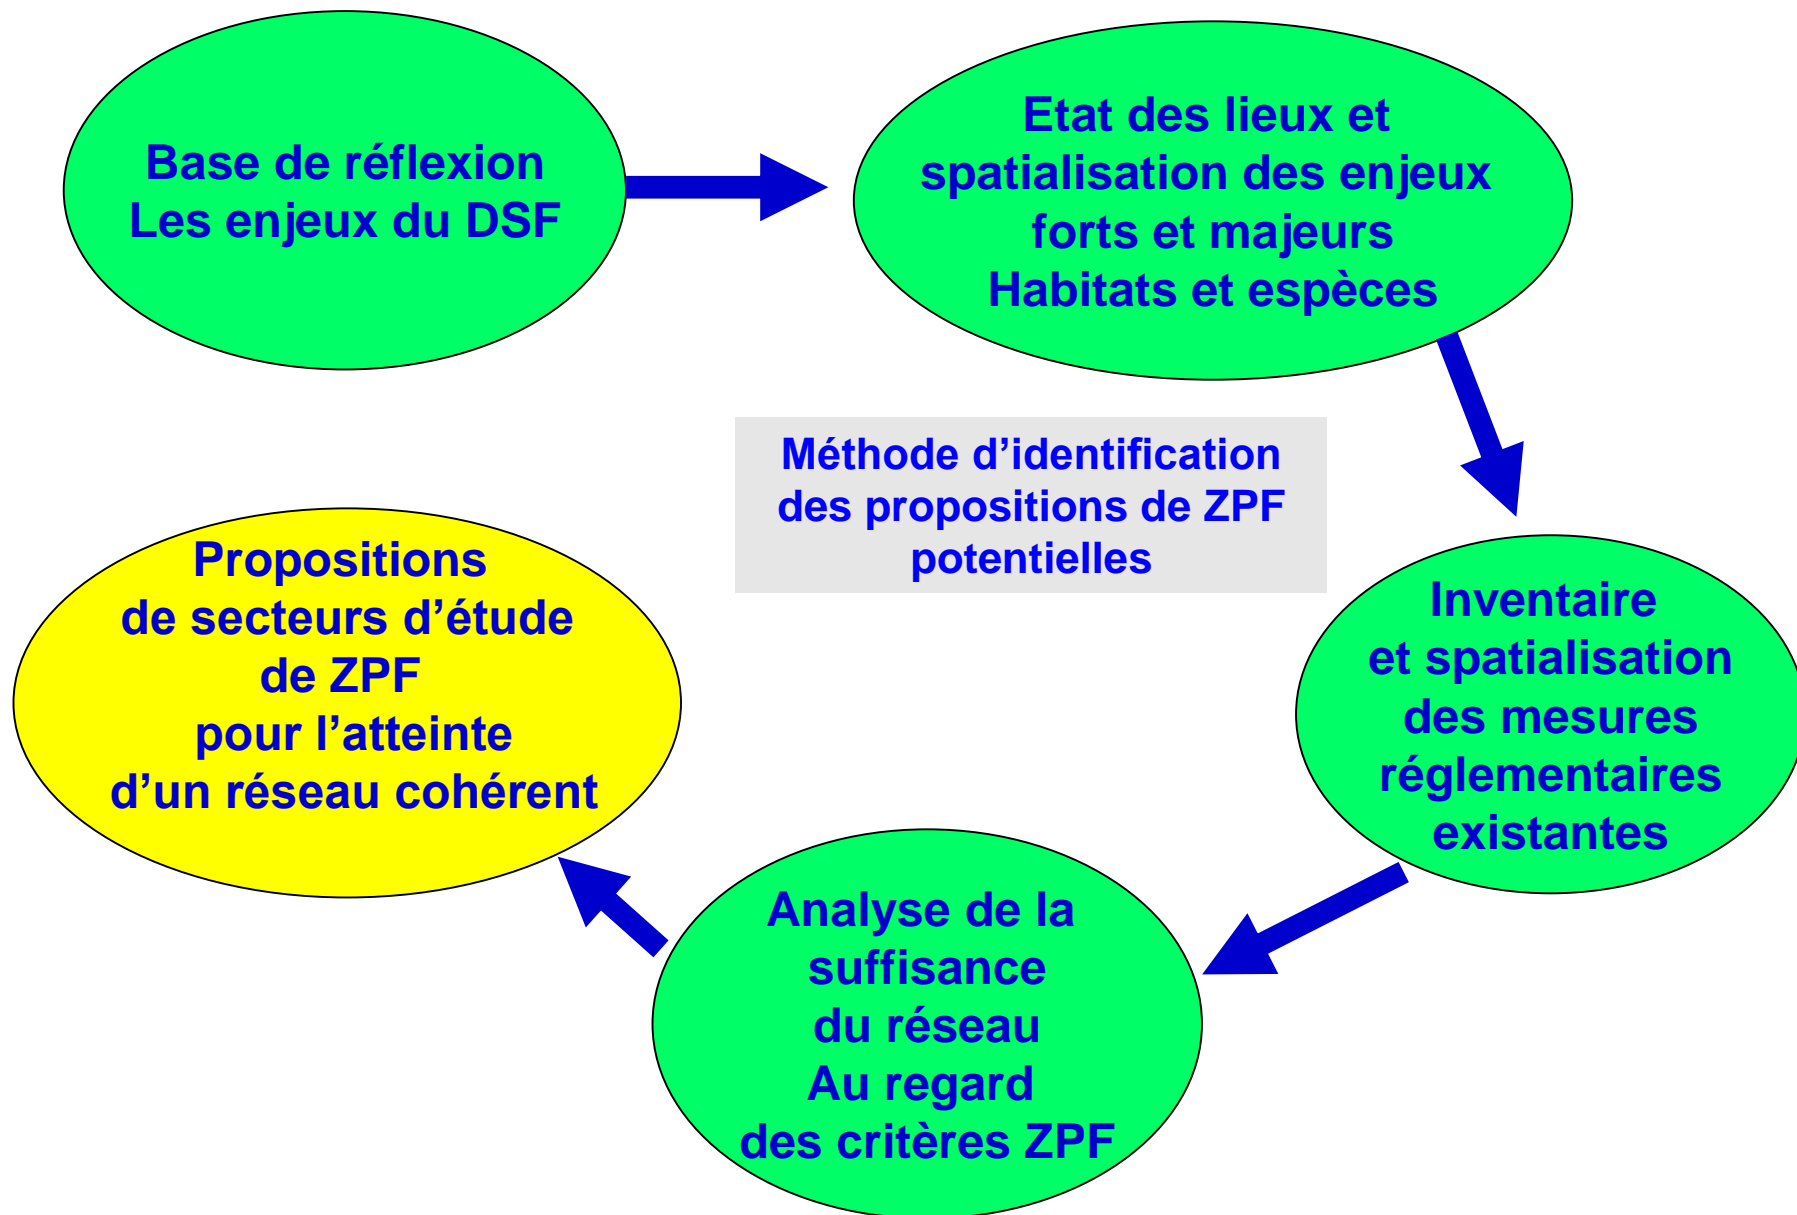 Base de réflexion
Les enjeux du DSF
Etat des lieux et
spatialisation des enjeux
forts et majeurs
Habitats et espèces
Méthode d’identification
des propositions de ZPF
potentielles
Inventaire
et spatialisation
des mesures
réglementaires
existantes
Analyse de la
suffisance
du réseau
Au regard
des critères ZPF
Propositions
de secteurs d’étude
de ZPF
pour l’atteinte
d’un réseau cohérent